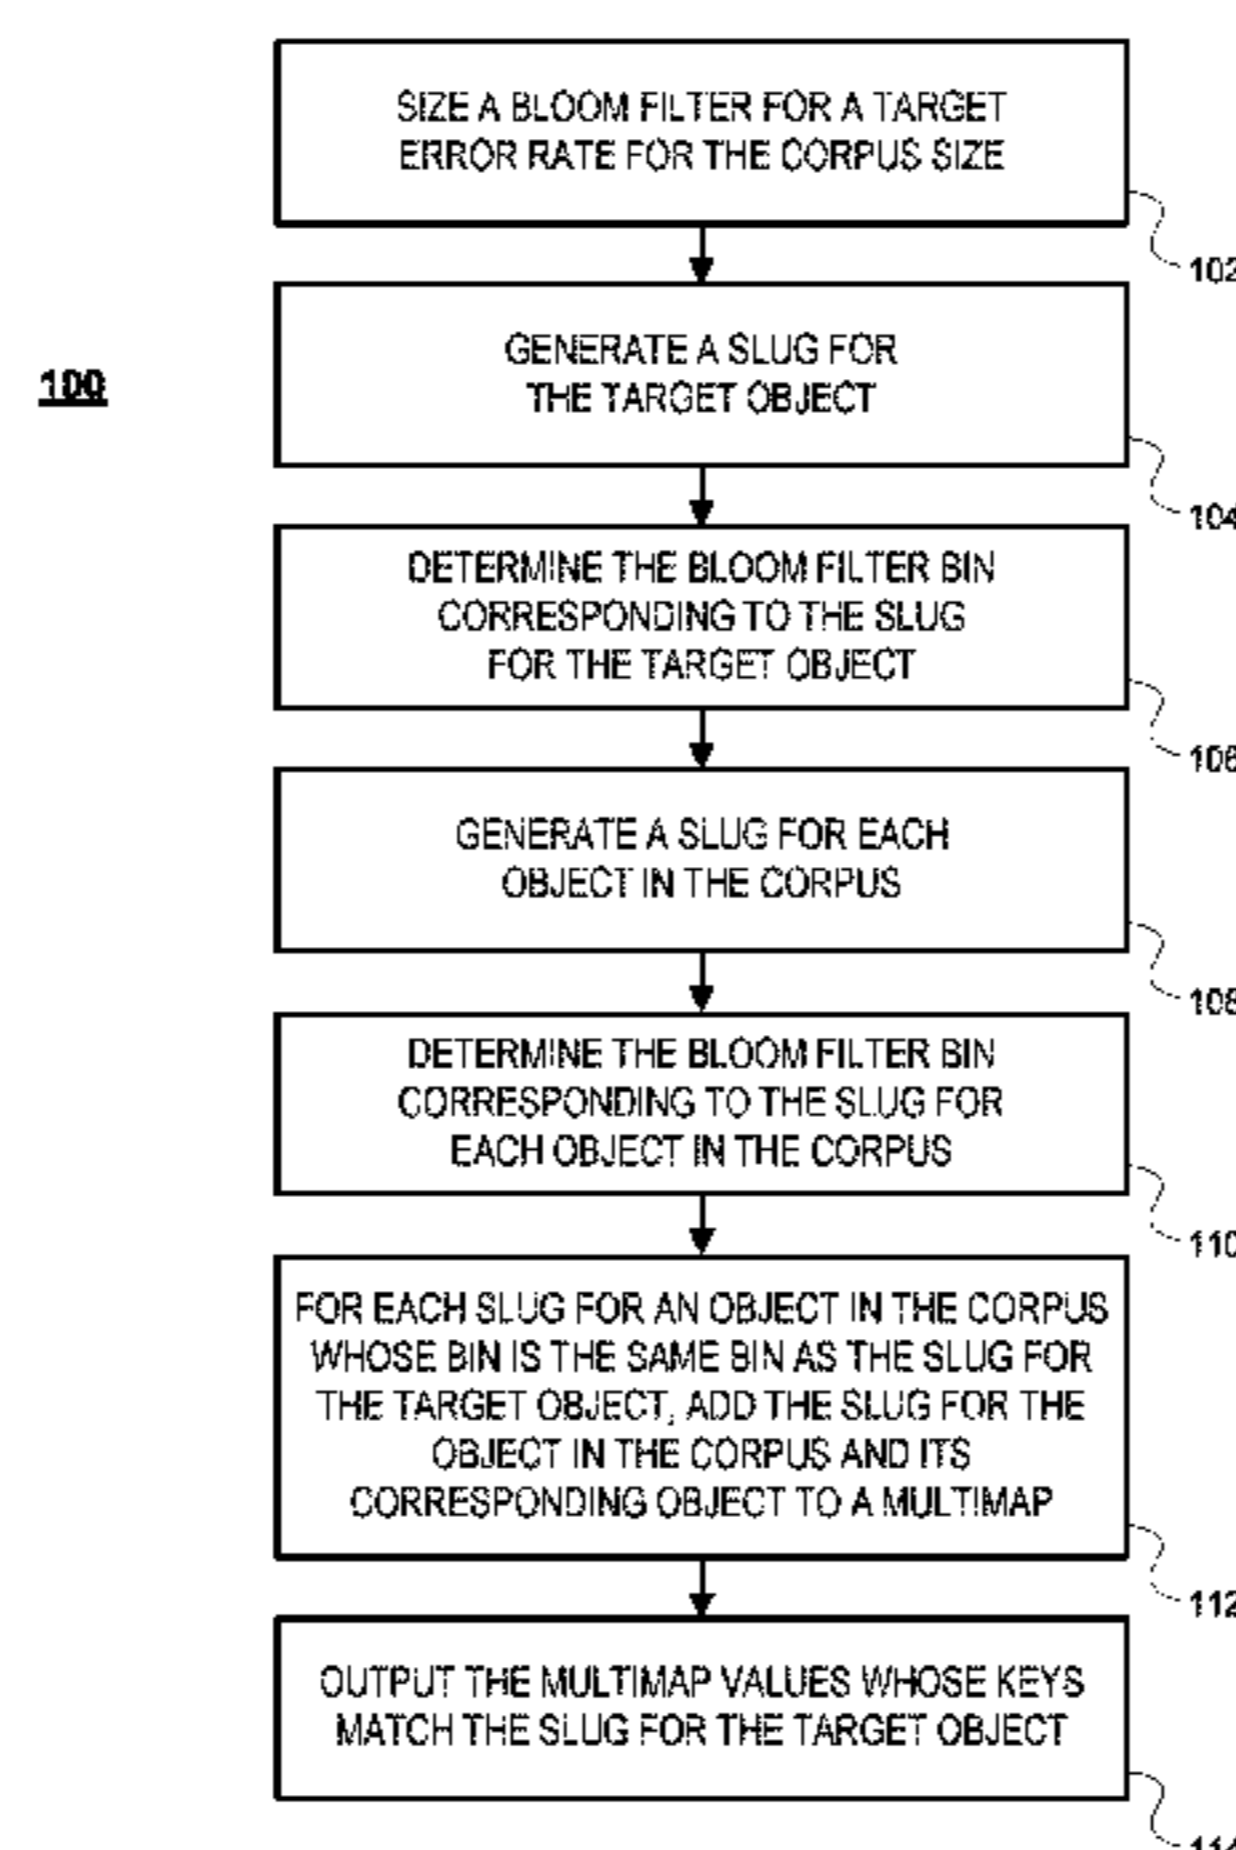 SIZE A BLOOM FILTER FOR A TARGET
ERROR RATE FOR THE CORPUS SIZE
102
100
GENERATE A SLUG FOR
THE TARGET OBJECT
104
DETERMINE THE BLOOM FILTER BIN
CORRESPONDING TO THE SLUG
FOR THE TARGET OBJECT
106
GENERATE A SLUG FOR EACH
OBJECT IN THE CORPUS
108
DETERMINE THE BLOOM FILTER BIN
CORRESPONDING TO THE SLUG FOR
EACH OBJECT IN THE CORPUS
110
FOR EACH SLUG FOR AN OBJECT IN THE CORPUS
WHOSE BIN IS THE SAME BIN AS THE SLUG FOR
THE TARGET OBJECT, ADD THE SLUG FOR THE
OBJECT IN THE CORPUS AND ITS
CORRESPONDING OBJECT TO A MULTIMAP
112
OUTPUT THE MULTIMAP VALUES WHOSE KEYS
MATCH THE SLUG FOR THE TARGET OBJECT